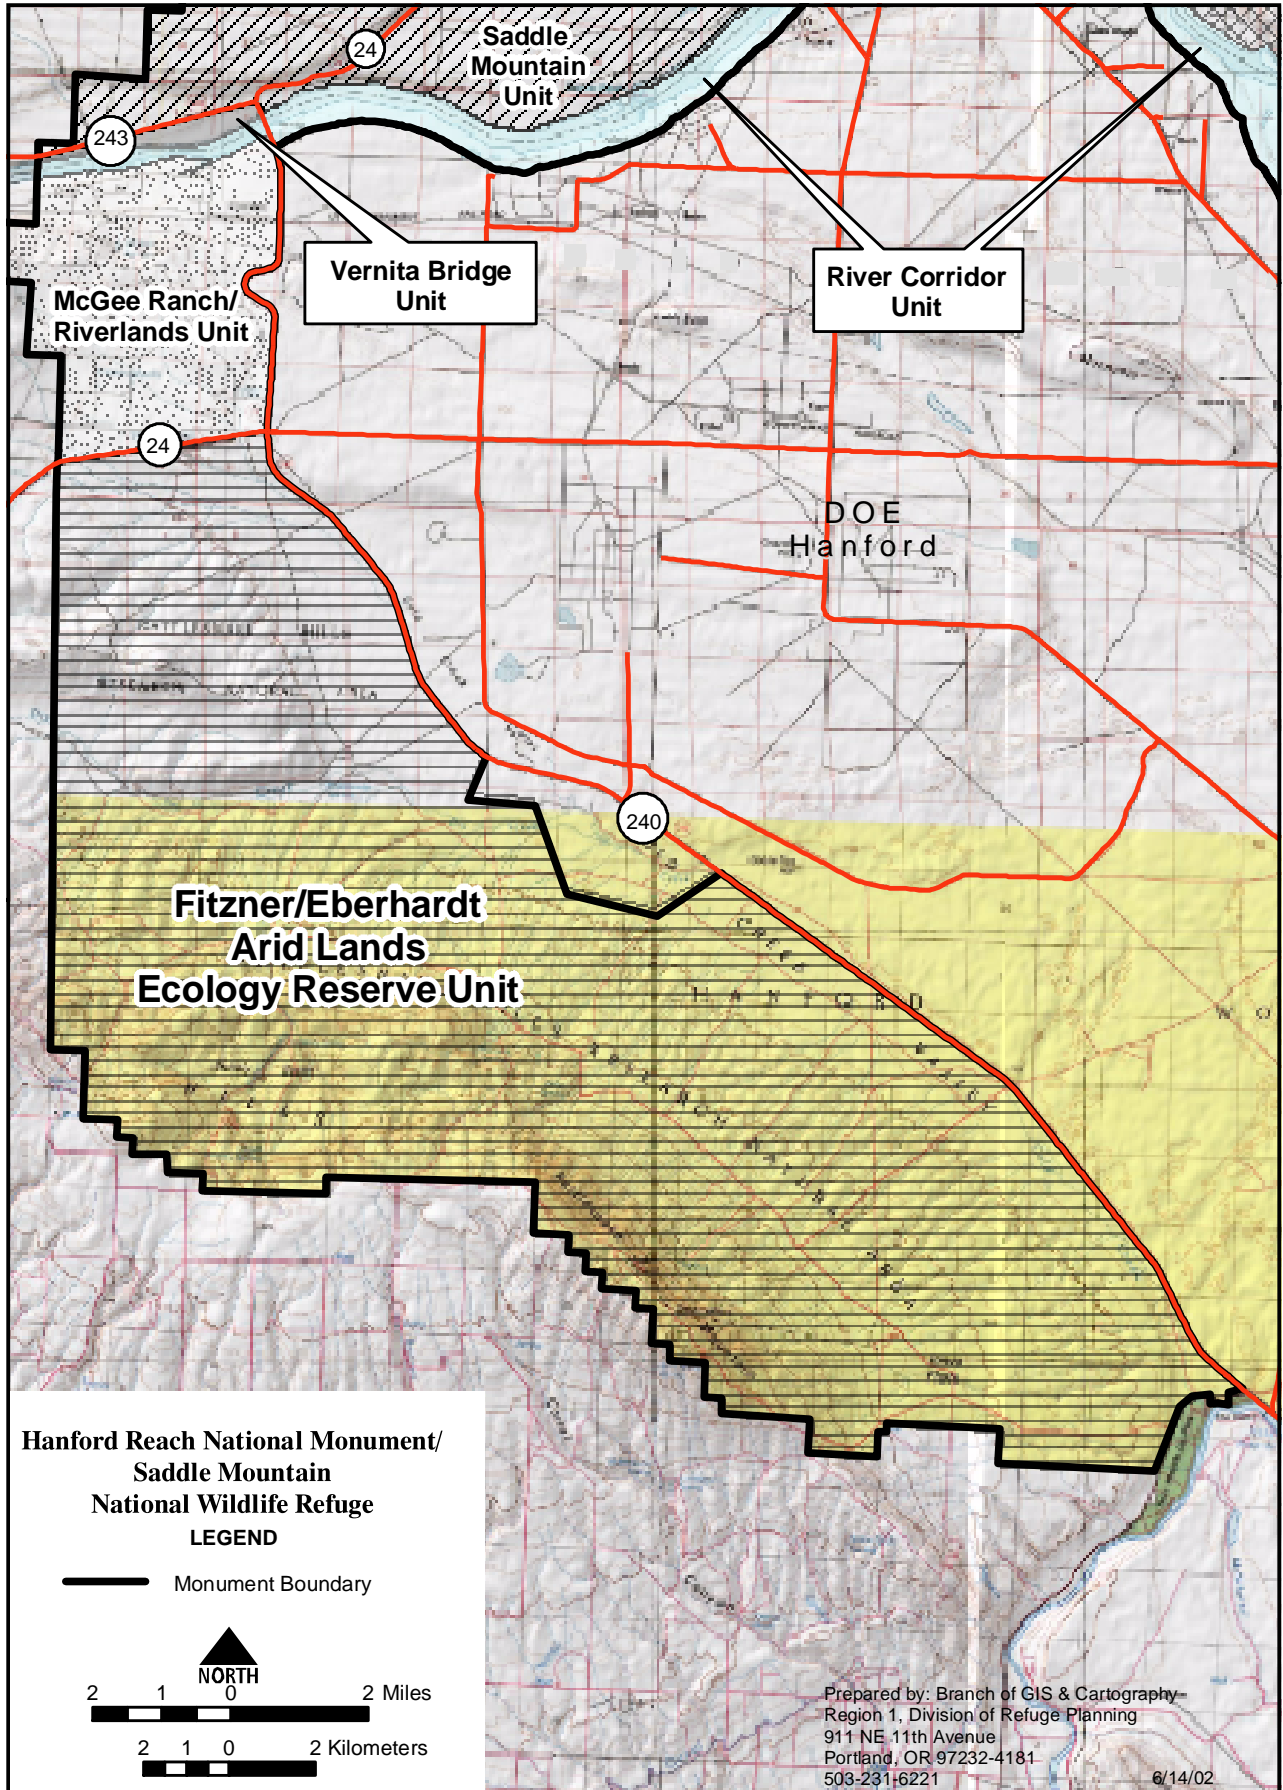 24
Saddle
Mountain
Unit
243
Vernita Bridge
Unit
River Corridor
Unit
McGee Ranch/
Riverlands Unit
24
DOE
Hanford
240
Fitzner/Eberhardt
Arid Lands
Ecology Reserve Unit
HANFORD
Hanford Reach National Monument/
Saddle Mountain
National Wildlife Refuge
LEGEND
Monument Boundary
NORTH
2 1 0 2 Miles
2 1 0 2 Kilometers
Prepared by: Branch of GIS & Cartography
Region 1, Division of Refuge Planning
911 NE 11th Avenue
Portland, OR 97232-4181
503-231-6221
6/14/02